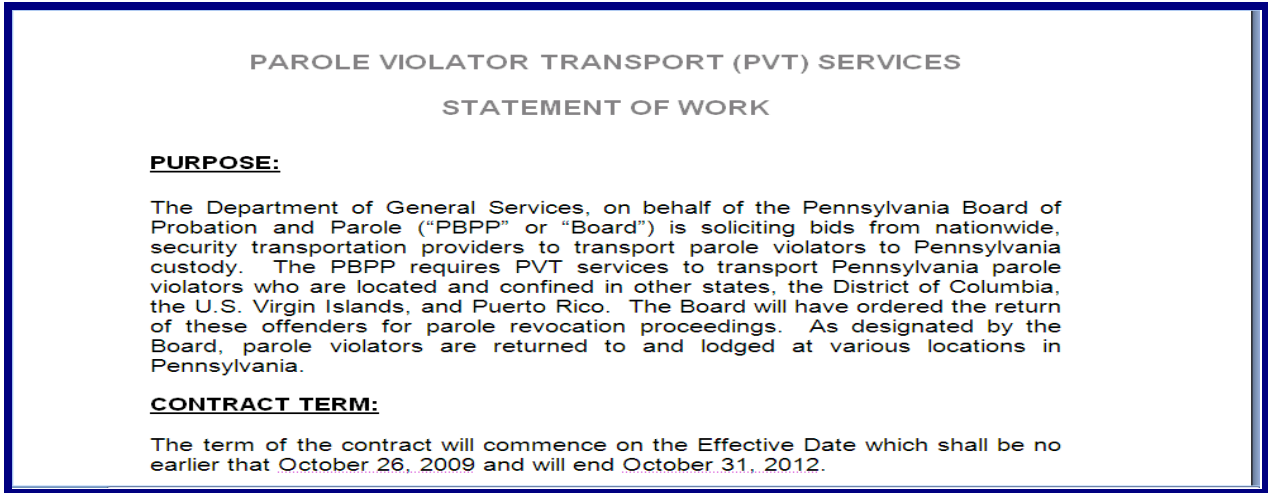 PAROLE VIOLATOR TRANSPORT (PVT) SERVICES
STATEMENT OF WORK
PURPOSE:
The Department of General Services, on behalf of the Pennsylvania Board of
Probation and Parole (“PBPP” or “Board”) is soliciting bids from nationwide,
security transportation providers to transport parole violators to Pennsylvania
custody.  The PBPP requires PVT services to transport Pennsylvania parole
violators who are located and confined in other states, the District of Columbia,
the U.S. Virgin Islands, and Puerto Rico.  The Board will have ordered the return
of these offenders for parole revocation proceedings.  As designated by the
Board, parole violators are returned to and lodged at various locations in
Pennsylvania.
CONTRACT TERM:
The term of the contract will commence on the Effective Date which shall be no
earlier that October 26, 2009 and will end October 31, 2012.